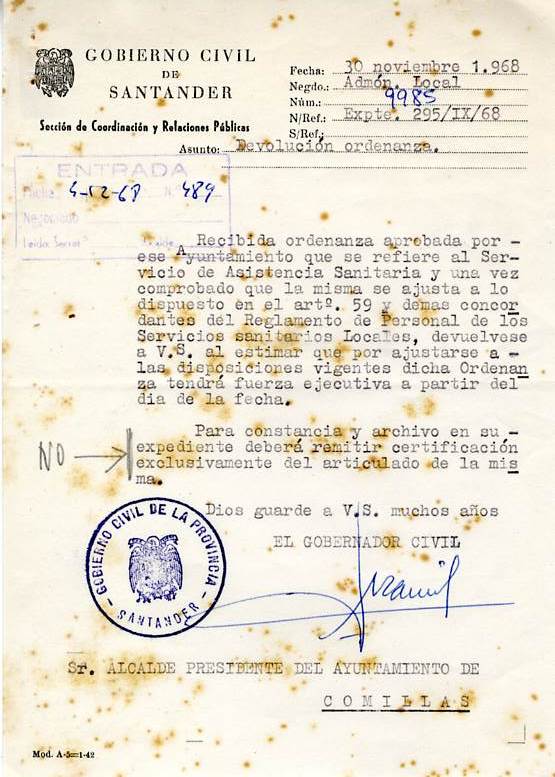 GOBIERNO CIVIL
DE
SANTANDER
Sección de Coordinación y Relaciones Públicas
Fecha: 30 noviembre 1.968
Negdo.: Admón. Local
Núm.: 9985
N/Ref.: Expte. 295/IX/68
S/Ref.:
Asunto: Devolución ordenanza.
ENTRADA
Fecha 4-12-68 N.º 489
Negociado
Recibida ordenanza aprobada por -
ese Ayuntamiento que se refiere al Ser-
vicio de Asistencia Sanitaria y una vez
comprobado que la misma se ajusta a lo
dispuesto en el artº. 59 y demas concor
dantes del Reglamento de Personal de los
Servicios sanitarios Locales, devuelvese
a V.S. al estimar que por ajustarse a -
las disposiciones vigentes dicha Ordenan
za tendrá fuerza ejecutiva a partir del
dia de la fecha.
Para constancia y archivo en su -
NO expediente deberá remitir certificación
exclusivamente del articulado de la mis
ma.
Dios guarde a V.S. muchos años
EL GOBERNADOR CIVIL
GOBIERNO CIVIL DE LA PROVINCIA
- SANTANDER -
Sr. ALCALDE PRESIDENTE DEL AYUNTAMIENTO DE
COMILLAS
Mod. A-5=1-42